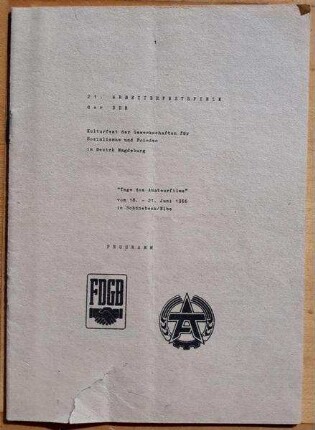 21. ARBEITERFESTSPIELE
der DDR
Kulturfest der Gewerkschaften für
Sozialismus und Frieden
im Bezirk Magdeburg
"Tage des Amateurfilms"
vom 18. - 21. Juni 1986
in Schönebeck/Elbe
PROGRAMM
FDGB